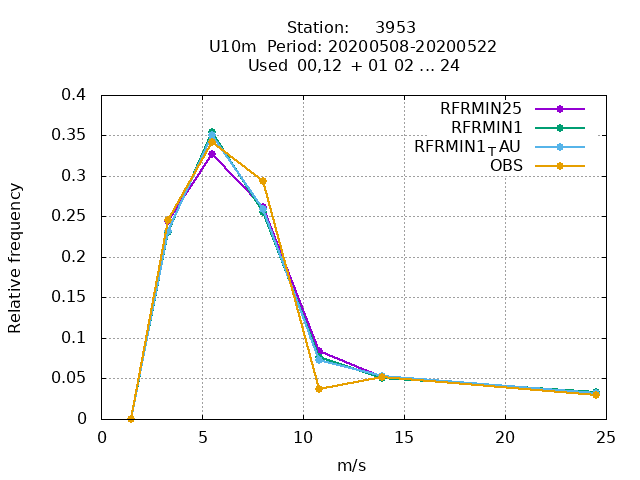 Station: 3953
U10m Period: 20200508-20200522
Used 00,12 + 01 02 ... 24
0.4
0.35
0.3
0.25
0.2
0.15
0.1
0.05
0
Relative frequency
RFRMIN25
RFRMIN1
RFRMIN1TAU
OBS
0 5 10 15 20 25
m/s